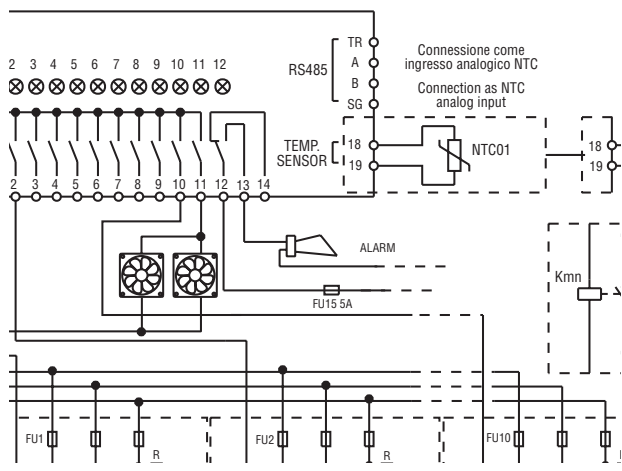 TR
RS485
A
B
SG
Connessione come
ingresso analogico NTC
Connection as NTC
analog input
2 3 4 5 6 7 8 9 10 11 12
TEMP.
SENSOR
18
19
NTC01
18
19
2 3 4 5 6 7 8 9 10 11 12 13 14
ALARM
FU15 5A
Kmn
FU1
FU2
FU10
R
R